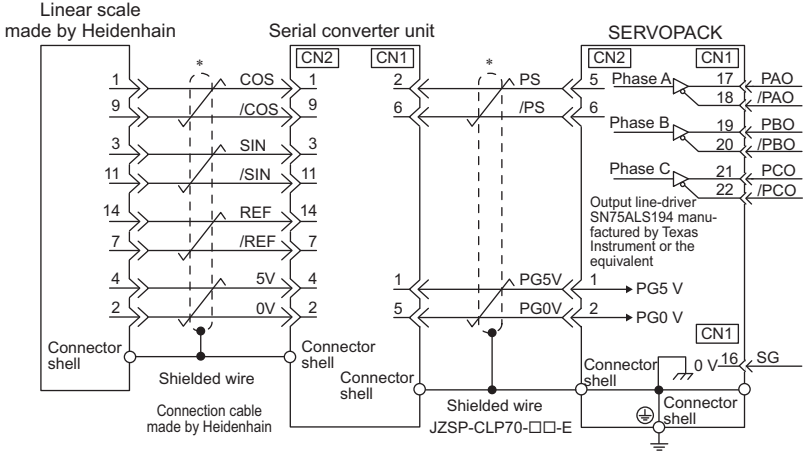 Linear scale
made by Heidenhain
Serial converter unit
SERVOPACK
CN2 CN1
CN2 CN1
* *
1 COS 1 2 PS 5 Phase A 17 PAO
18 /PAO
9 /COS 9 6 /PS 6
Phase B 19 PBO
3 SIN 3 20 /PBO
11 /SIN 11
Phase C 21 PCO
22 /PCO
14 REF 14
7 /REF 7
Output line-driver
SN75ALS194 manu-
factured by Texas
Instrument or the
equivalent
4 5V 4 1 PG5V 1 PG5 V
2 0V 2 5 PG0V 2 PG0 V
CN1
Connector
shell
Connector
shell
Shielded wire
Connector
shell
Connector
shell
0 V 16 SG
Connection cable
made by Heidenhain
Shielded wire
JZSP-CLP70-□□-E
Connector
shell